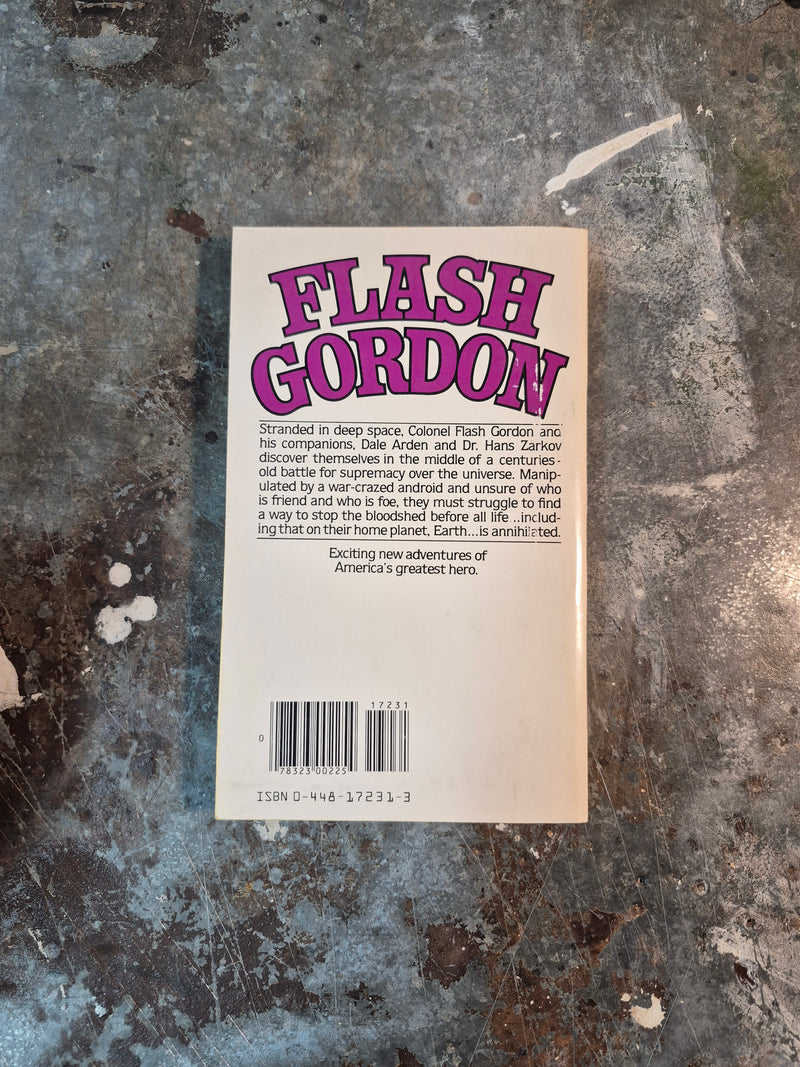 FLASH
GORDON
Stranded in deep space, Colonel Flash Gordon and
his companions, Dale Arden and Dr. Hans Zarkov
discover themselves in the middle of a centuries-
old battle for supremacy over the universe. Manip-
ulated by a war-crazed android and unsure of who
is friend and who is foe, they must struggle to find
a way to stop the bloodshed before all life ..includ-
ing that on their home planet, Earth...is annihilated.
Exciting new adventures of
America's greatest hero.
17231
0
78323 00225
ISBN 0-448-17231-3